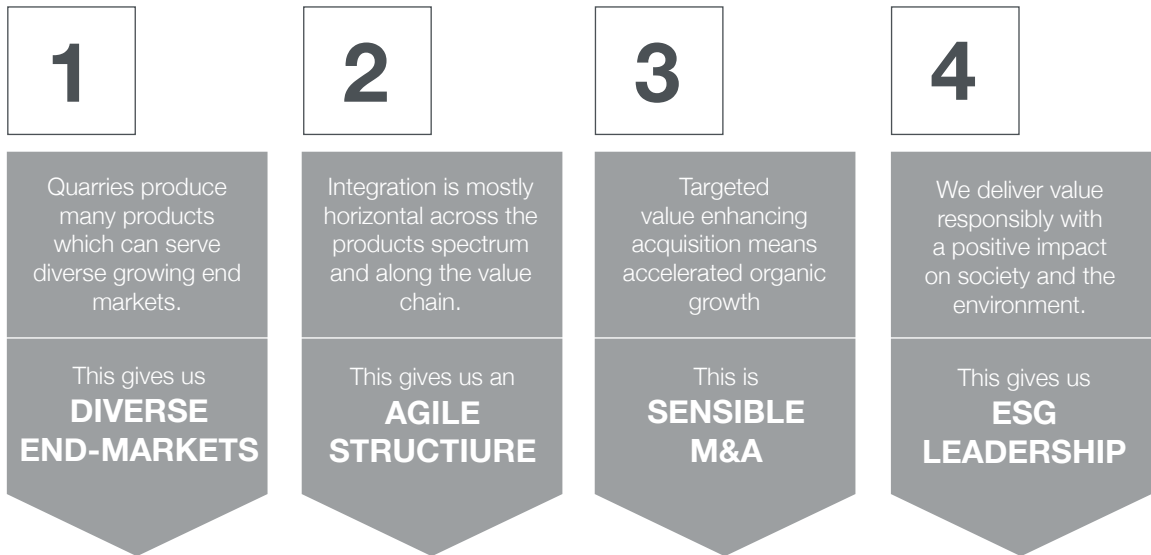 1
Quarries produce
many products
which can serve
diverse growing end
markets.
This gives us
DIVERSE
END-MARKETS
2
Integration is mostly
horizontal across the
products spectrum
and along the value
chain.
This gives us an
AGILE
STRUCTIURE
3
Targeted
value enhancing
acquisition means
accelerated organic
growth
This is
SENSIBLE
M&A
4
We deliver value
responsibly with
a positive impact
on society and the
environment.
This gives us
ESG
LEADERSHIP